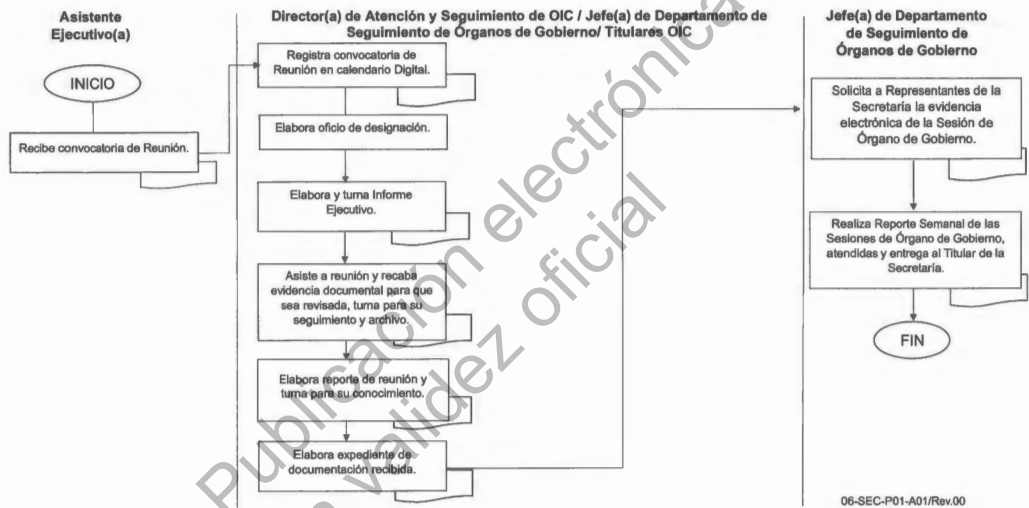 Asistente
Ejecutivo(a)
INICIO
Recibe convocatoria de Reunión.
Director(a) de Atención y Seguimiento de OIC / Jefe(a) de Departamento de
Seguimiento de Órganos de Gobierno/ Titulares OIC
Registra convocatoria de
Reunión en calendario Digital.
Elabora oficio de designación.
Elabora y turna Informe
Ejecutivo.
Asiste a reunión y recaba
evidencia documental para que
sea revisada, turna para su
seguimiento y archivo.
Elabora reporte de reunión y
turna para su conocimiento.
Elabora expediente de
documentación recibida.
Jefe(a) de Departamento
de Seguimiento de
Órganos de Gobierno
Solicita a Representantes de la
Secretaría la evidencia
electrónica de la Sesión de
Órgano de Gobierno.
Realiza Reporte Semanal de las
Sesiones de Órgano de Gobierno,
atendidas y entrega al Titular de la
Secretaría.
FIN
06-SEC-P01-A01/Rev.00
Publicación electrónica
validez oficial